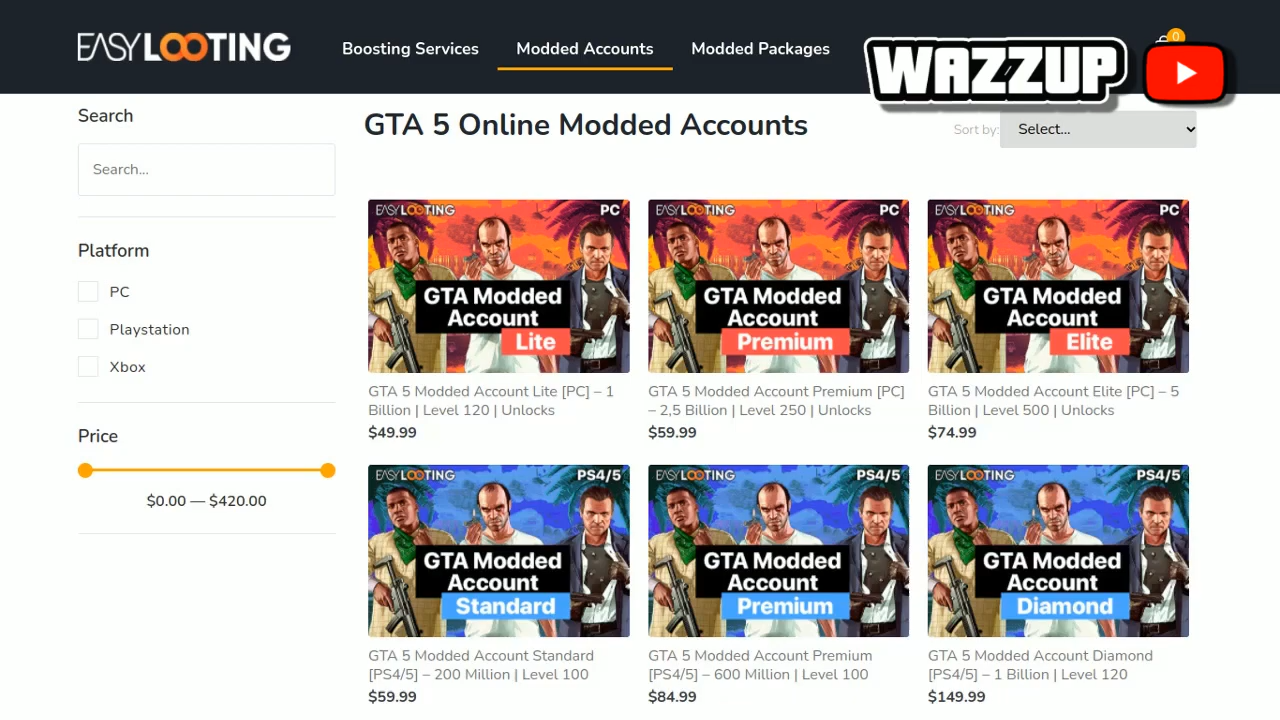 EASYLOOTING
Boosting Services
Modded Accounts
Modded Packages
0
WAZZUP
Search
Search...
Platform
PC
Playstation
Xbox
Price
$0.00 — $420.00
GTA 5 Online Modded Accounts
Sort by:
Select...
EASYLOOTING
PC
GTA Modded
Account
Lite
GTA 5 Modded Account Lite [PC] – 1
Billion | Level 120 | Unlocks
$49.99
EASYLOOTING
PC
GTA Modded
Account
Premium
GTA 5 Modded Account Premium [PC]
– 2,5 Billion | Level 250 | Unlocks
$59.99
EASYLOOTING
PC
GTA Modded
Account
Elite
GTA 5 Modded Account Elite [PC] – 5
Billion | Level 500 | Unlocks
$74.99
EASYLOOTING
PS4/5
GTA Modded
Account
Standard
GTA 5 Modded Account Standard
[PS4/5] – 200 Million | Level 100
$59.99
EASYLOOTING
PS4/5
GTA Modded
Account
Premium
GTA 5 Modded Account Premium
[PS4/5] – 600 Million | Level 100
$84.99
EASYLOOTING
PS4/5
GTA Modded
Account
Diamond
GTA 5 Modded Account Diamond
[PS4/5] – 1 Billion | Level 120
$149.99